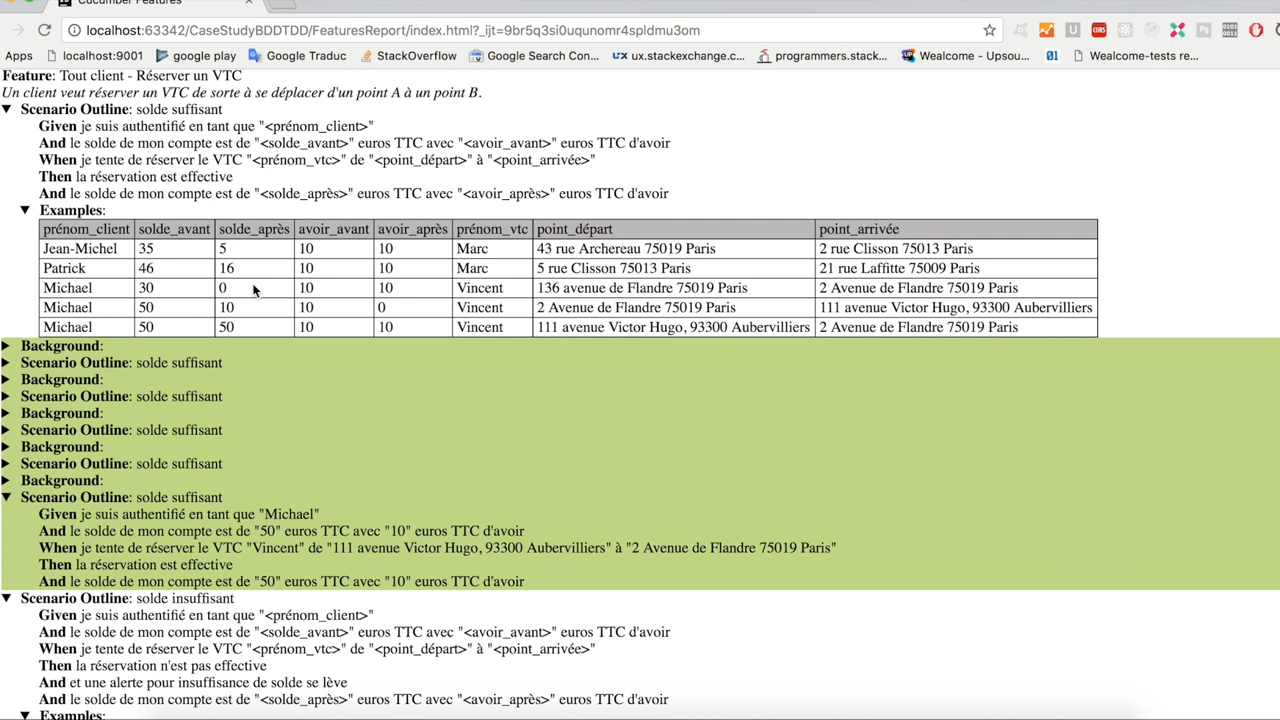 Cucumber Features
localhost:63342/CaseStudyBDDTDD/FeaturesReport/index.html?_ijt=9br5q3si0uqunomr4spldmu3om
Apps localhost:9001 google play Google Traduc StackOverflow Google Search Con... ux.stackexchange.c... programmers.stack... Wealcome - Upsou... Wealcome-tests re...
Feature: Tout client - Réserver un VTC
Un client veut réserver un VTC de sorte à se déplacer d'un point A à un point B.
Scenario Outline: solde suffisant
Given je suis authentifié en tant que "<prénom_client>"
And le solde de mon compte est de "<solde_avant>" euros TTC avec "<avoir_avant>" euros TTC d'avoir
When je tente de réserver le VTC "<prénom_vtc>" de "<point_départ>" à "<point_arrivée>"
Then la réservation est effective
And le solde de mon compte est de "<solde_après>" euros TTC avec "<avoir_après>" euros TTC d'avoir
Examples:
prénom_client solde_avant solde_après avoir_avant avoir_après prénom_vtc point_départ point_arrivée
Jean-Michel 35 5 10 10 Marc 43 rue Archereau 75019 Paris 2 rue Clisson 75013 Paris
Patrick 46 16 10 10 Marc 5 rue Clisson 75013 Paris 21 rue Laffitte 75009 Paris
Michael 30 0 10 10 Vincent 136 avenue de Flandre 75019 Paris 2 Avenue de Flandre 75019 Paris
Michael 50 10 10 0 Vincent 2 Avenue de Flandre 75019 Paris 111 avenue Victor Hugo, 93300 Aubervilliers
Michael 50 50 10 10 Vincent 111 avenue Victor Hugo, 93300 Aubervilliers 2 Avenue de Flandre 75019 Paris
Background:
Scenario Outline: solde suffisant
Background:
Scenario Outline: solde suffisant
Background:
Scenario Outline: solde suffisant
Background:
Scenario Outline: solde suffisant
Background:
Scenario Outline: solde suffisant
Given je suis authentifié en tant que "Michael"
And le solde de mon compte est de "50" euros TTC avec "10" euros TTC d'avoir
When je tente de réserver le VTC "Vincent" de "111 avenue Victor Hugo, 93300 Aubervilliers" à "2 Avenue de Flandre 75019 Paris"
Then la réservation est effective
And le solde de mon compte est de "50" euros TTC avec "10" euros TTC d'avoir
Scenario Outline: solde insuffisant
Given je suis authentifié en tant que "<prénom_client>"
And le solde de mon compte est de "<solde_avant>" euros TTC avec "<avoir_avant>" euros TTC d'avoir
When je tente de réserver le VTC "<prénom_vtc>" de "<point_départ>" à "<point_arrivée>"
Then la réservation n'est pas effective
And et une alerte pour insuffisance de solde se lève
And le solde de mon compte est de "<solde_après>" euros TTC avec "<avoir_après>" euros TTC d'avoir
Examples: